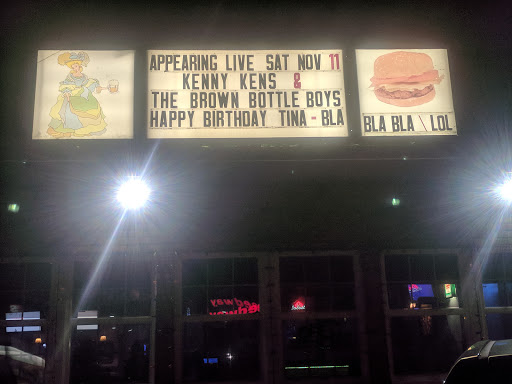 APPEARING LIVE SAT NOV 11
KENNY KENS &
THE BROWN BOTTLE BOYS
HAPPY BIRTHDAY TINA - BLA
BLA BLA \ LOL